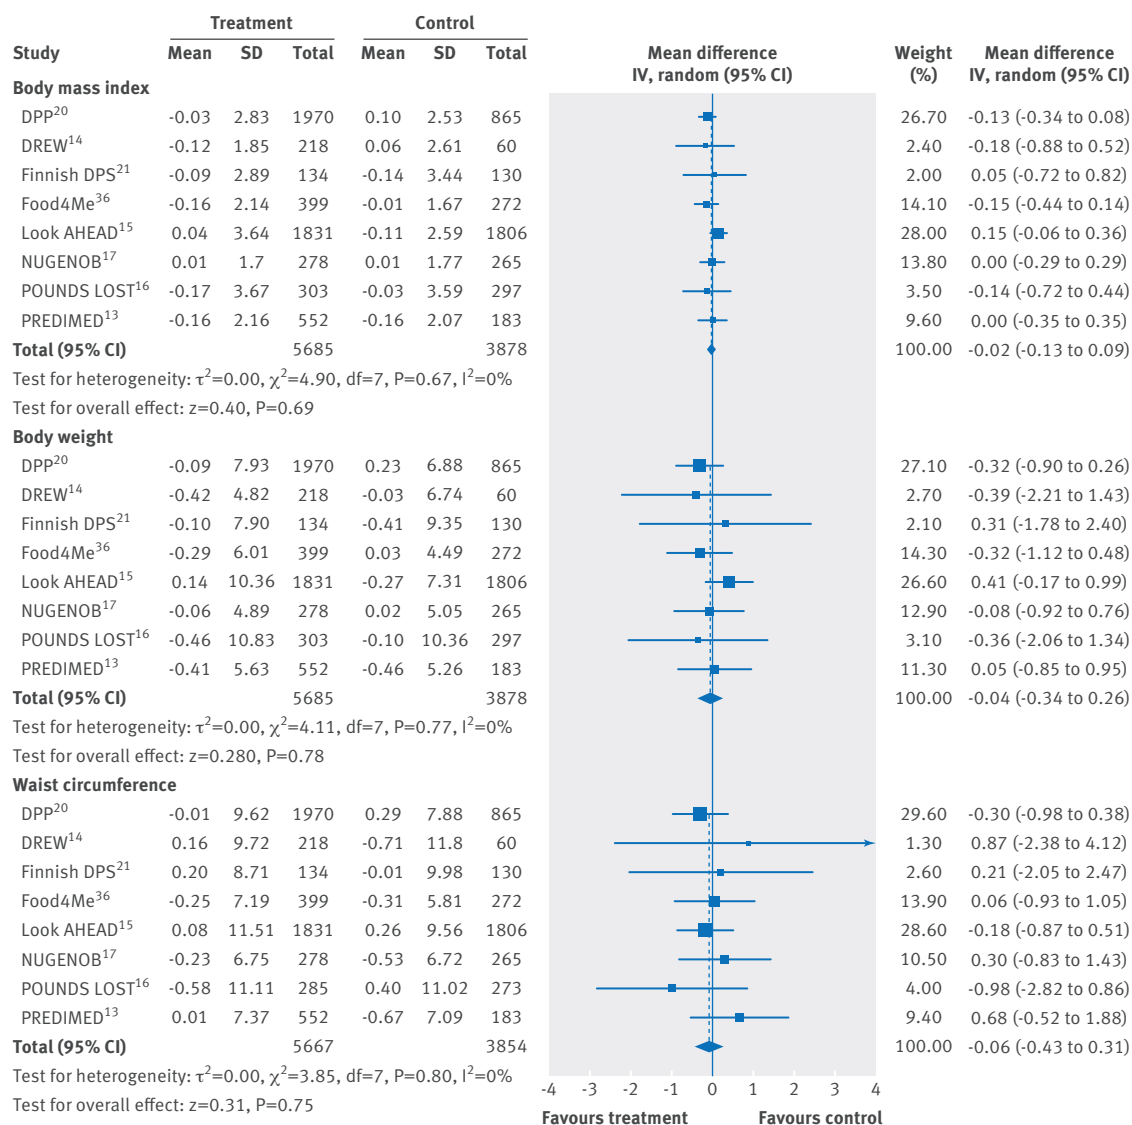 Treatment Control
Study Mean SD Total Mean SD Total Mean difference IV, random (95% CI) Weight (%) Mean difference IV, random (95% CI)
Body mass index
DPP20 -0.03 2.83 1970 0.10 2.53 865 26.70 -0.13 (-0.34 to 0.08)
DREW14 -0.12 1.85 218 0.06 2.61 60 2.40 -0.18 (-0.88 to 0.52)
Finnish DPS21 -0.09 2.89 134 -0.14 3.44 130 2.00 0.05 (-0.72 to 0.82)
Food4Me36 -0.16 2.14 399 -0.01 1.67 272 14.10 -0.15 (-0.44 to 0.14)
Look AHEAD15 0.04 3.64 1831 -0.11 2.59 1806 28.00 0.15 (-0.06 to 0.36)
NUGENOB17 0.01 1.7 278 0.01 1.77 265 13.80 0.00 (-0.29 to 0.29)
POUNDS LOST16 -0.17 3.67 303 -0.03 3.59 297 3.50 -0.14 (-0.72 to 0.44)
PREDIMED13 -0.16 2.16 552 -0.16 2.07 183 9.60 0.00 (-0.35 to 0.35)
Total (95% CI) 5685 3878 100.00 -0.02 (-0.13 to 0.09)
Test for heterogeneity: τ²=0.00, χ²=4.90, df=7, P=0.67, I²=0%
Test for overall effect: z=0.40, P=0.69
Body weight
DPP20 -0.09 7.93 1970 0.23 6.88 865 27.10 -0.32 (-0.90 to 0.26)
DREW14 -0.42 4.82 218 -0.03 6.74 60 2.70 -0.39 (-2.21 to 1.43)
Finnish DPS21 -0.10 7.90 134 -0.41 9.35 130 2.10 0.31 (-1.78 to 2.40)
Food4Me36 -0.29 6.01 399 0.03 4.49 272 14.30 -0.32 (-1.12 to 0.48)
Look AHEAD15 0.14 10.36 1831 -0.27 7.31 1806 26.60 0.41 (-0.17 to 0.99)
NUGENOB17 -0.06 4.89 278 0.02 5.05 265 12.90 -0.08 (-0.92 to 0.76)
POUNDS LOST16 -0.46 10.83 303 -0.10 10.36 297 3.10 -0.36 (-2.06 to 1.34)
PREDIMED13 -0.41 5.63 552 -0.46 5.26 183 11.30 0.05 (-0.85 to 0.95)
Total (95% CI) 5685 3878 100.00 -0.04 (-0.34 to 0.26)
Test for heterogeneity: τ²=0.00, χ²=4.11, df=7, P=0.77, I²=0%
Test for overall effect: z=0.280, P=0.78
Waist circumference
DPP20 -0.01 9.62 1970 0.29 7.88 865 29.60 -0.30 (-0.98 to 0.38)
DREW14 0.16 9.72 218 -0.71 11.8 60 1.30 0.87 (-2.38 to 4.12)
Finnish DPS21 0.20 8.71 134 -0.01 9.98 130 2.60 0.21 (-2.05 to 2.47)
Food4Me36 -0.25 7.19 399 -0.31 5.81 272 13.90 0.06 (-0.93 to 1.05)
Look AHEAD15 0.08 11.51 1831 0.26 9.56 1806 28.60 -0.18 (-0.87 to 0.51)
NUGENOB17 -0.23 6.75 278 -0.53 6.72 265 10.50 0.30 (-0.83 to 1.43)
POUNDS LOST16 -0.58 11.11 285 0.40 11.02 273 4.00 -0.98 (-2.82 to 0.86)
PREDIMED13 0.01 7.37 552 -0.67 7.09 183 9.40 0.68 (-0.52 to 1.88)
Total (95% CI) 5667 3854 100.00 -0.06 (-0.43 to 0.31)
Test for heterogeneity: τ²=0.00, χ²=3.85, df=7, P=0.80, I²=0%
Test for overall effect: z=0.31, P=0.75
-4 -3 -2 -1 0 1 2 3 4
Favours treatment Favours control